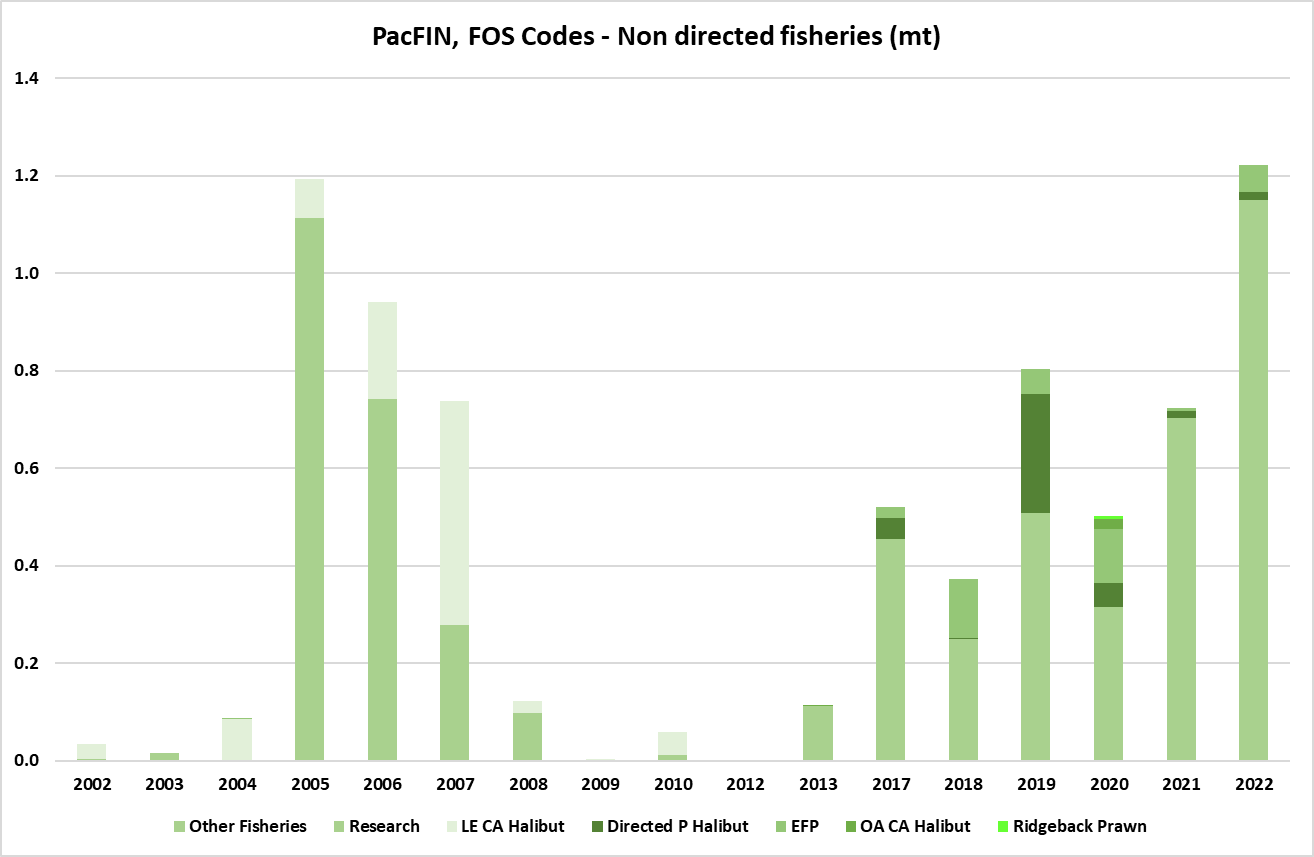 PacFIN, FOS Codes - Non directed fisheries (mt)
1.4
1.2
1.0
0.8
0.6
0.4
0.2
0.0
2002 2003 2004 2005 2006 2007 2008 2009 2010 2012 2013 2017 2018 2019 2020 2021 2022
Other Fisheries Research LE CA Halibut Directed P Halibut EFP OA CA Halibut Ridgeback Prawn